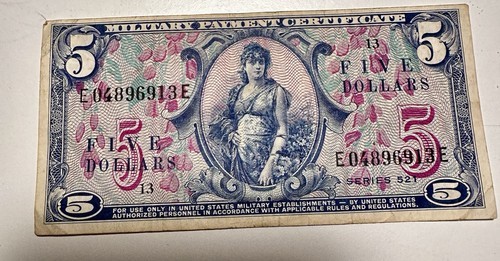 MILITARY PAYMENT CERTIFICATE
5
5
13
FIVE
DOLLARS
E04896913E
5
FIVE
DOLLARS
13
5
E04896913E
SERIES 521
5
5
FOR USE ONLY IN UNITED STATES MILITARY ESTABLISHMENTS — BY UNITED STATES
AUTHORIZED PERSONNEL IN ACCORDANCE WITH APPLICABLE RULES AND REGULATIONS.